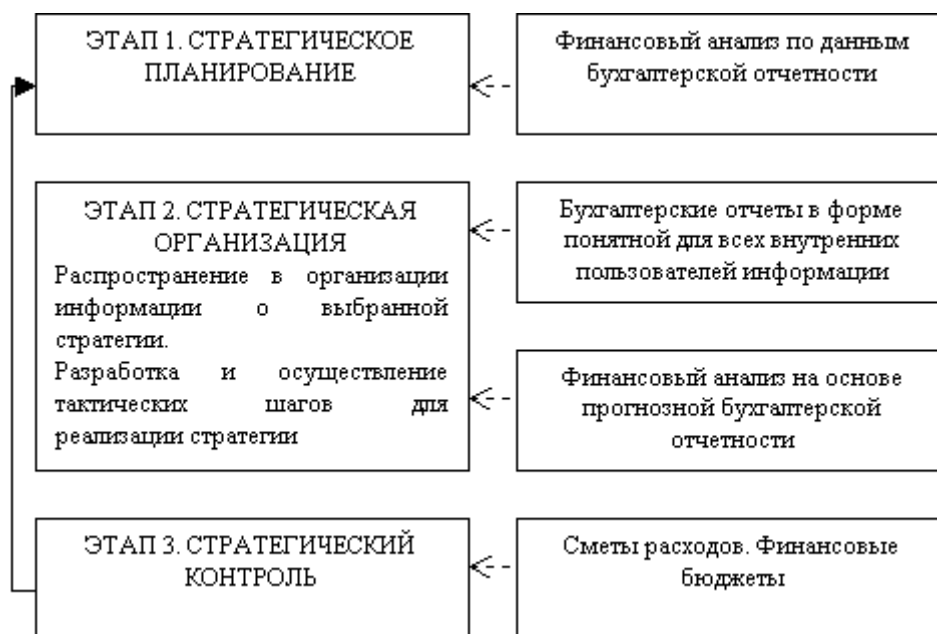 ЭТАП 1. СТРАТЕГИЧЕСКОЕ
ПЛАНИРОВАНИЕ
Финансовый анализ по данным
бухгалтерской отчетности
ЭТАП 2. СТРАТЕГИЧЕСКАЯ
ОРГАНИЗАЦИЯ
Распространение в организации
информации о выбранной
стратегии.
Разработка и осуществление
тактических шагов для
реализации стратегии
Бухгалтерские отчеты в форме
понятной для всех внутренних
пользователей информации
Финансовый анализ на основе
прогнозной бухгалтерской
отчетности
ЭТАП 3. СТРАТЕГИЧЕСКИЙ
КОНТРОЛЬ
Сметы расходов. Финансовые
бюджеты